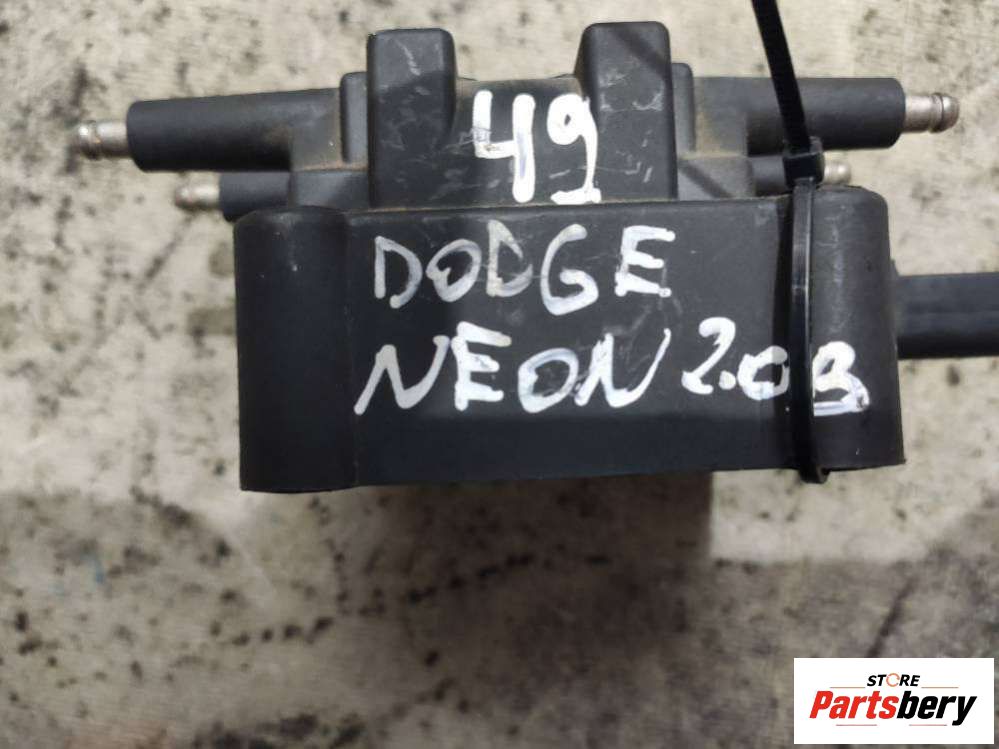 49
DODGE
NEON 2.0B
STORE
Partsbery